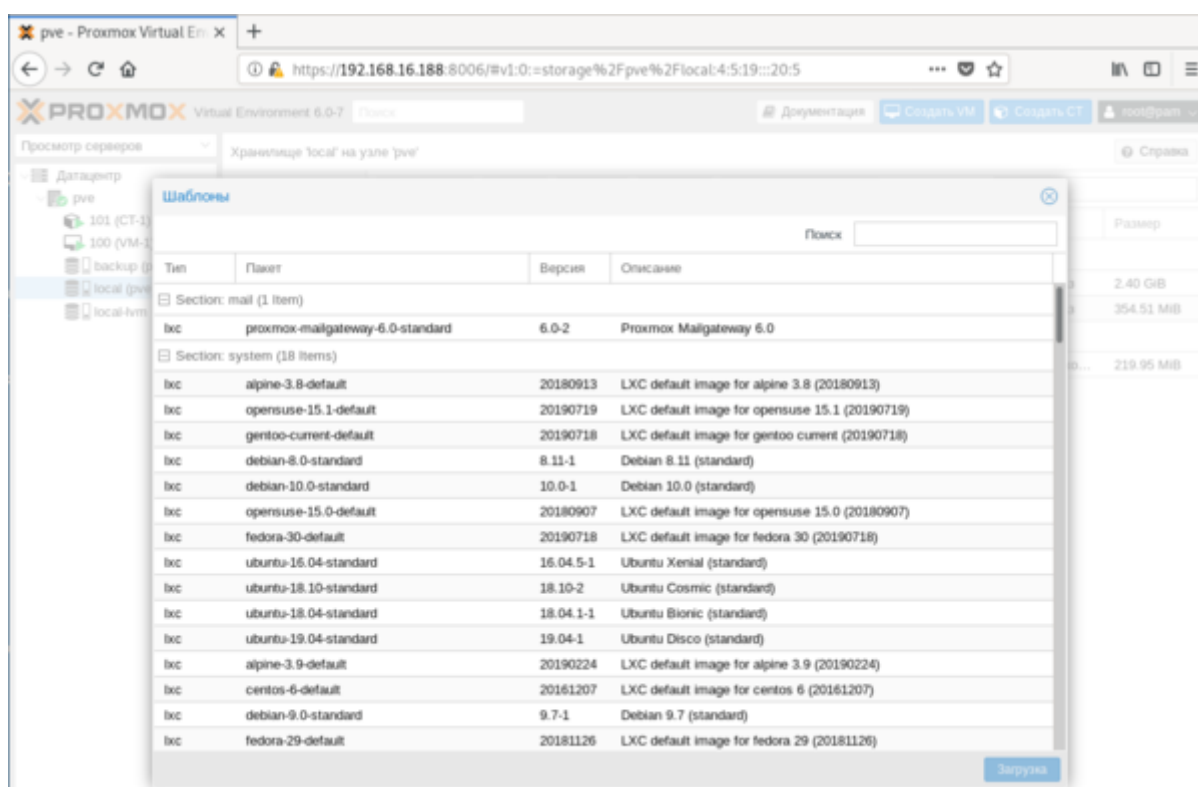 pve - Proxmox Virtual En
https://192.168.16.188:8006/#v1:0:=storage%2Fpve%2Flocal:4:5:19:::20:5
PROXMOX Virtual Environment 6.0-7 Поиск Документация Создать VM Создать CT root@pam
Просмотр серверов Хранилище 'local' на узле 'pve' Справка
Датацентр
pve
101 (CT-1)
100 (VM-1
backup (p
local (pve
local-lvm
Размер
2.40 GiB
354.51 MiB
219.95 MiB
Шаблоны
Поиск
Тип Пакет Версия Описание
Section: mail (1 Item)
lxc proxmox-mailgateway-6.0-standard 6.0-2 Proxmox Mailgateway 6.0
Section: system (18 Items)
lxc alpine-3.8-default 20180913 LXC default image for alpine 3.8 (20180913)
lxc opensuse-15.1-default 20190719 LXC default image for opensuse 15.1 (20190719)
lxc gentoo-current-default 20190718 LXC default image for gentoo current (20190718)
lxc debian-8.0-standard 8.11-1 Debian 8.11 (standard)
lxc debian-10.0-standard 10.0-1 Debian 10.0 (standard)
lxc opensuse-15.0-default 20180907 LXC default image for opensuse 15.0 (20180907)
lxc fedora-30-default 20190718 LXC default image for fedora 30 (20190718)
lxc ubuntu-16.04-standard 16.04.5-1 Ubuntu Xenial (standard)
lxc ubuntu-18.10-standard 18.10-2 Ubuntu Cosmic (standard)
lxc ubuntu-18.04-standard 18.04.1-1 Ubuntu Bionic (standard)
lxc ubuntu-19.04-standard 19.04-1 Ubuntu Disco (standard)
lxc alpine-3.9-default 20190224 LXC default image for alpine 3.9 (20190224)
lxc centos-6-default 20161207 LXC default image for centos 6 (20161207)
lxc debian-9.0-standard 9.7-1 Debian 9.7 (standard)
lxc fedora-29-default 20181126 LXC default image for fedora 29 (20181126)
Загрузка